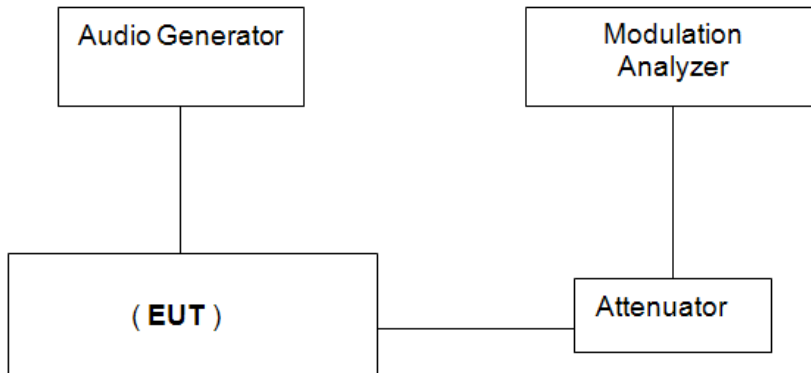 Audio Generator
Modulation
Analyzer
( EUT )
Attenuator